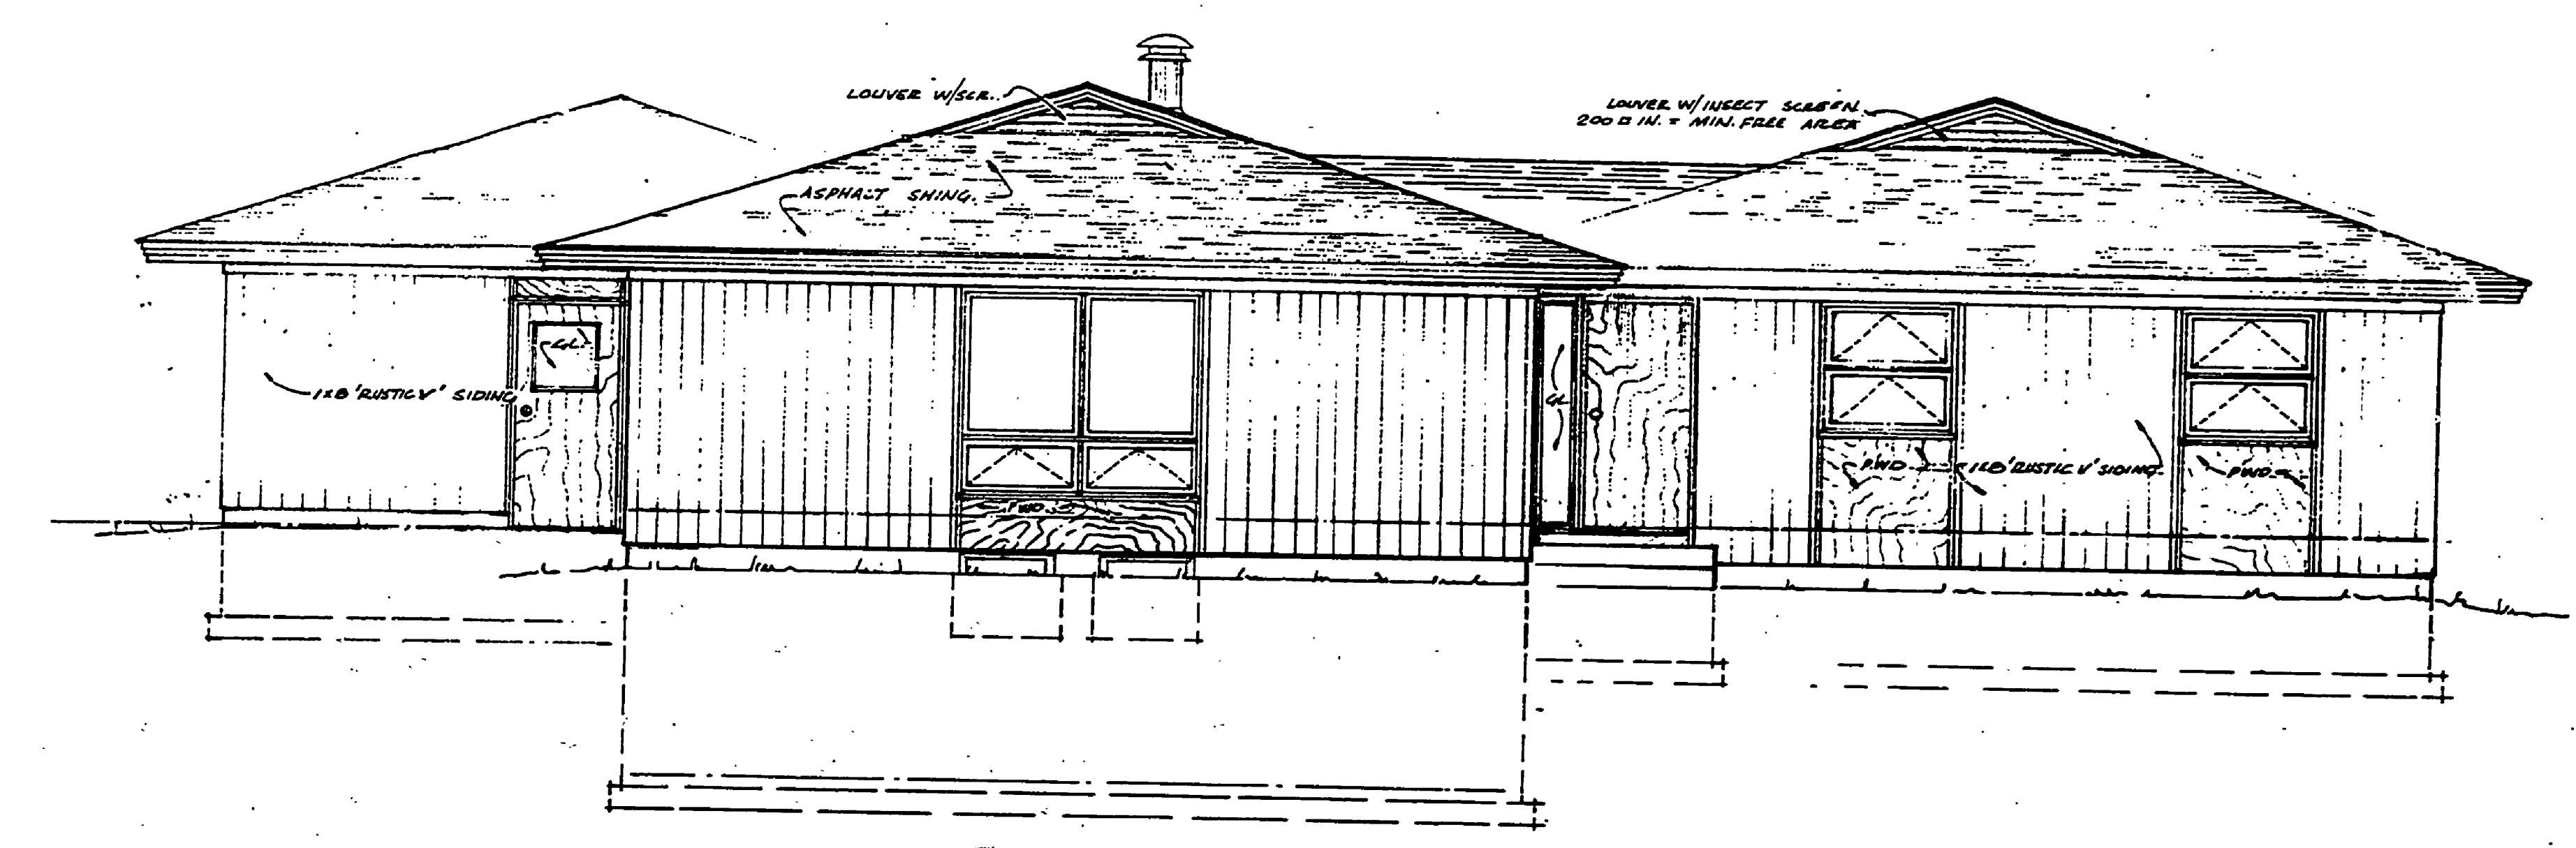 LOUVER W/SCR.
LOUVER W/INSECT SCREEN
200 □ IN. = MIN. FREE AREA
ASPHALT SHING.
GL.
1x8 'RUSTIC V' SIDING
GL
PWD
1x8 'RUSTIC V' SIDING
PWD
PWD